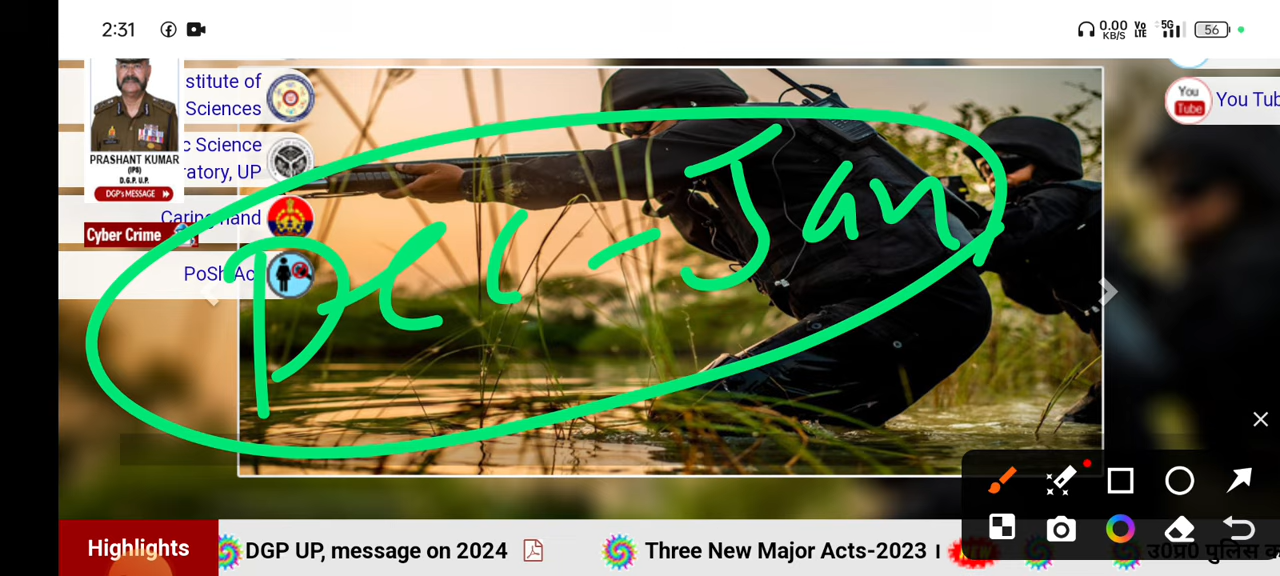 2:31
0.00 KB/S
Vo LTE
5G
56
stitute of
Sciences
c Science
ratory, UP
PRASHANT KUMAR
(IPS)
D.G.P. U.P.
DGP'S MESSAGE
Cyber Crime
PoSh Ac
You Tube
You Tub
Dec - Jan
Highlights
DGP UP, message on 2024
Three New Major Acts-2023 ।
उ0प्र0 पुलिस